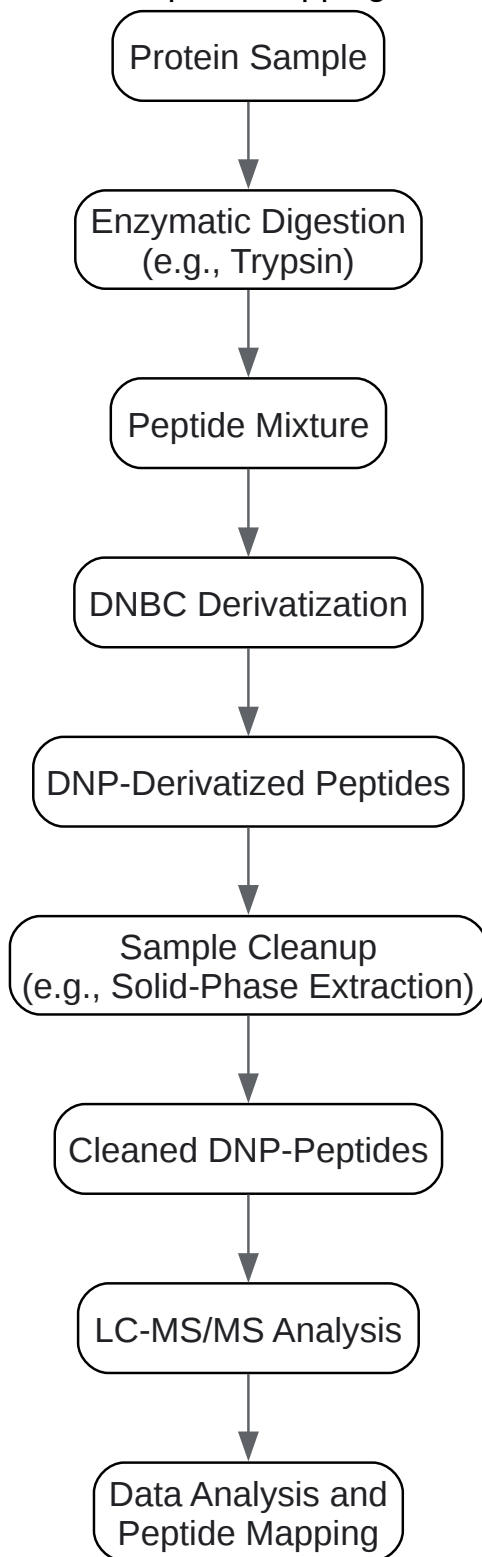 Protein Sample
Enzymatic Digestion
(e.g., Trypsin)
Peptide Mixture
DNBC Derivatization
DNP-Derivatized Peptides
Sample Cleanup
(e.g., Solid-Phase Extraction)
Cleaned DNP-Peptides
LC-MS/MS Analysis
Data Analysis and
Peptide Mapping